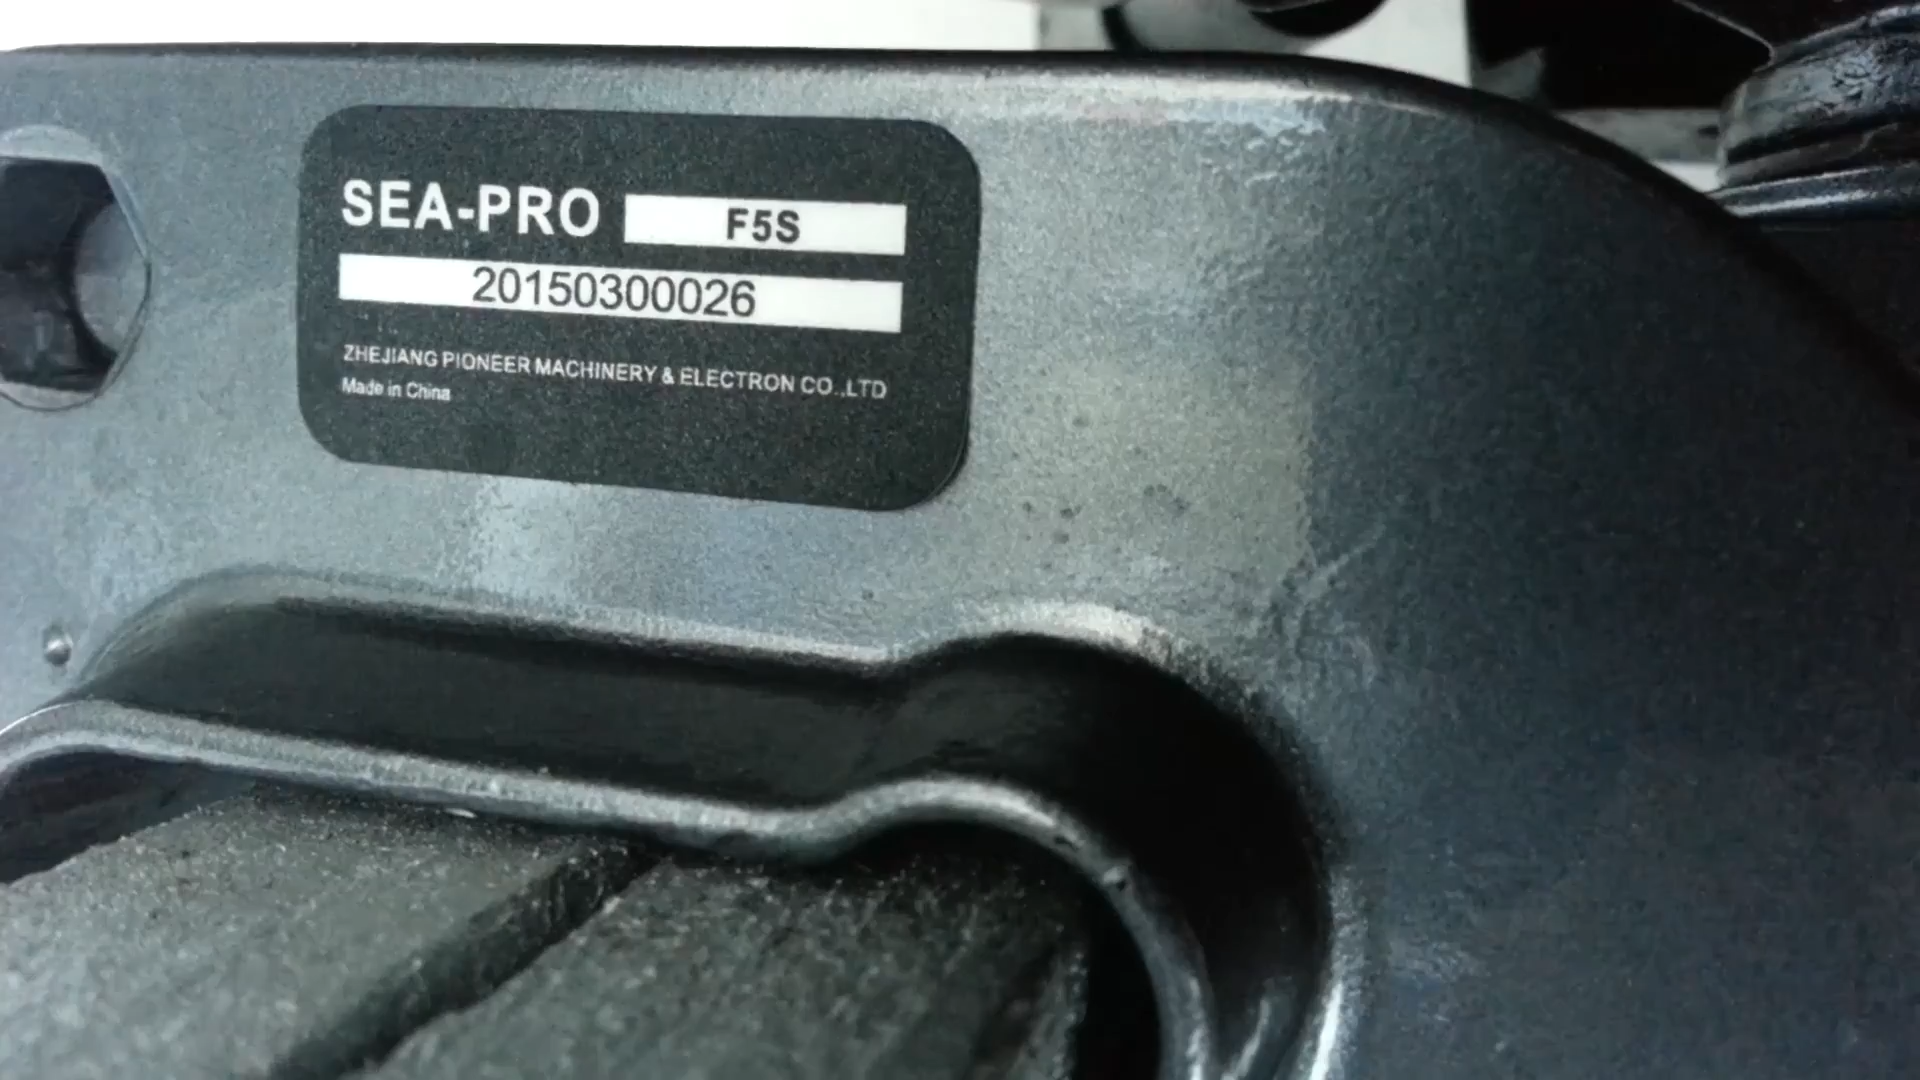 SEA-PRO F5S
20150300026
ZHEJIANG PIONEER MACHINERY & ELECTRON CO.,LTD
Made in China